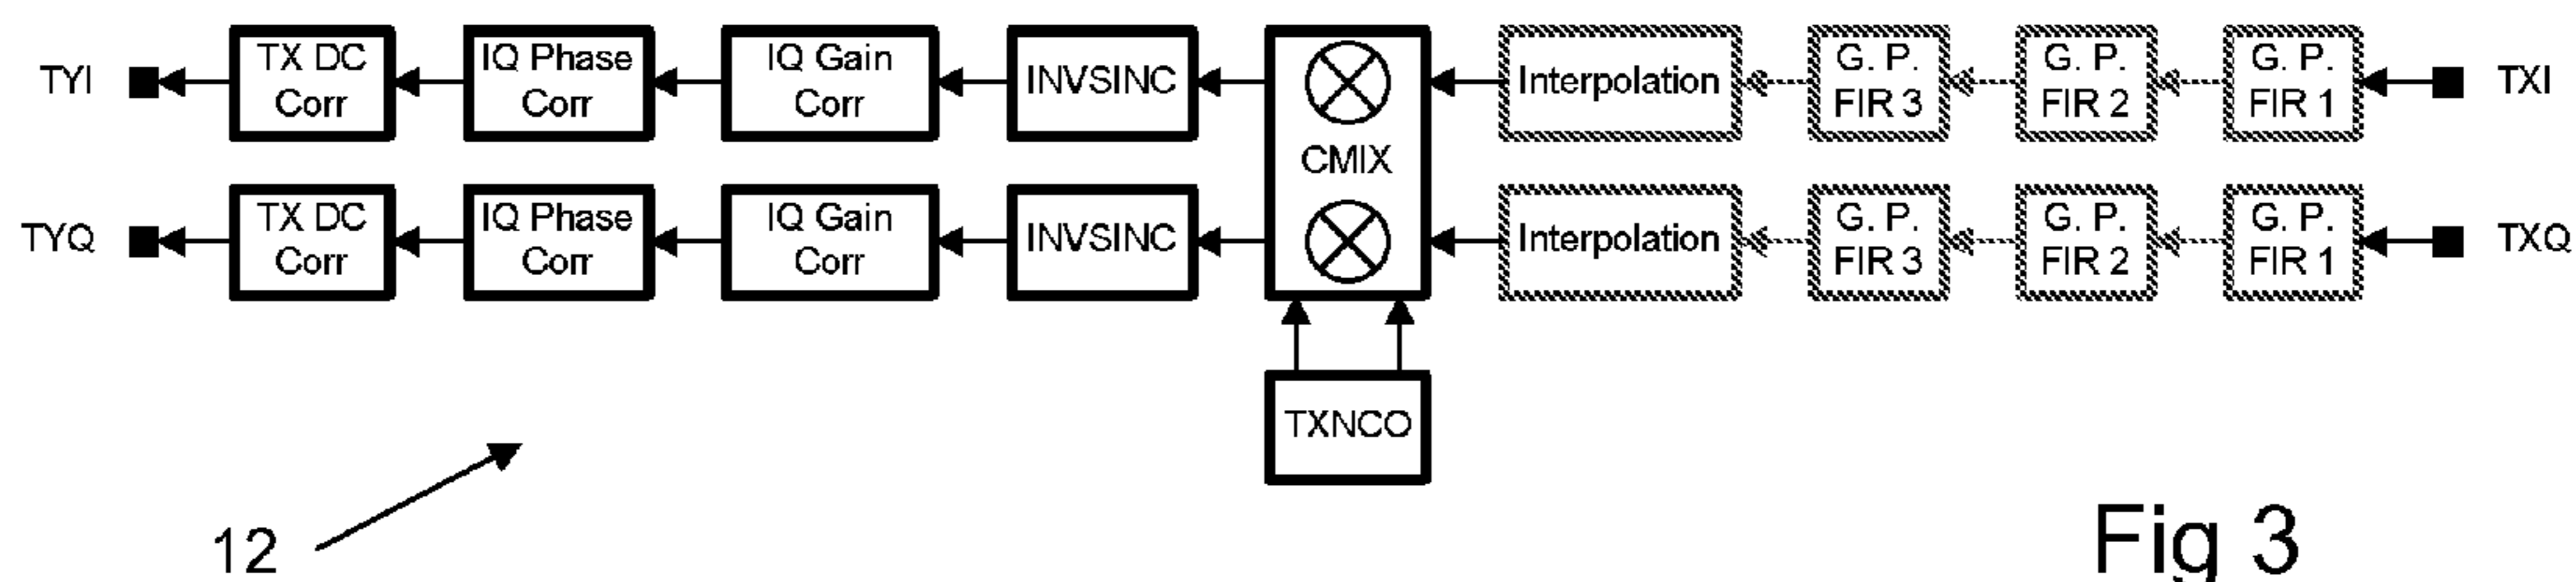 TYI
TX DC
Corr
IQ Phase
Corr
IQ Gain
Corr
INVSINC
CMIX
Interpolation
G. P.
FIR 3
G. P.
FIR 2
G. P.
FIR 1
TXI
TYQ
TX DC
Corr
IQ Phase
Corr
IQ Gain
Corr
INVSINC
Interpolation
G. P.
FIR 3
G. P.
FIR 2
G. P.
FIR 1
TXQ
TXNCO
12
Fig 3